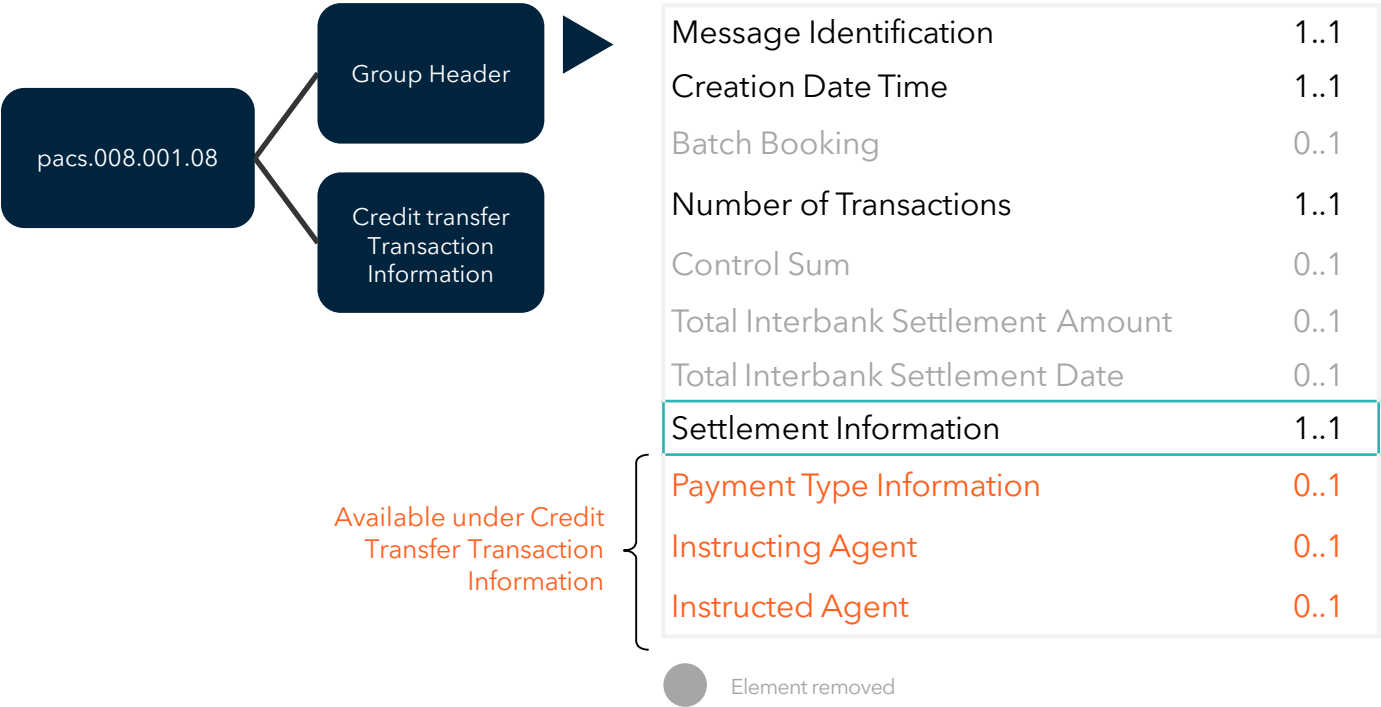 pacs.008.001.08
Group Header
Credit transfer
Transaction
Information
Message Identification 1..1
Creation Date Time 1..1
Batch Booking 0..1
Number of Transactions 1..1
Control Sum 0..1
Total Interbank Settlement Amount 0..1
Total Interbank Settlement Date 0..1
Settlement Information 1..1
Payment Type Information 0..1
Instructing Agent 0..1
Instructed Agent 0..1
Available under Credit
Transfer Transaction
Information
Element removed